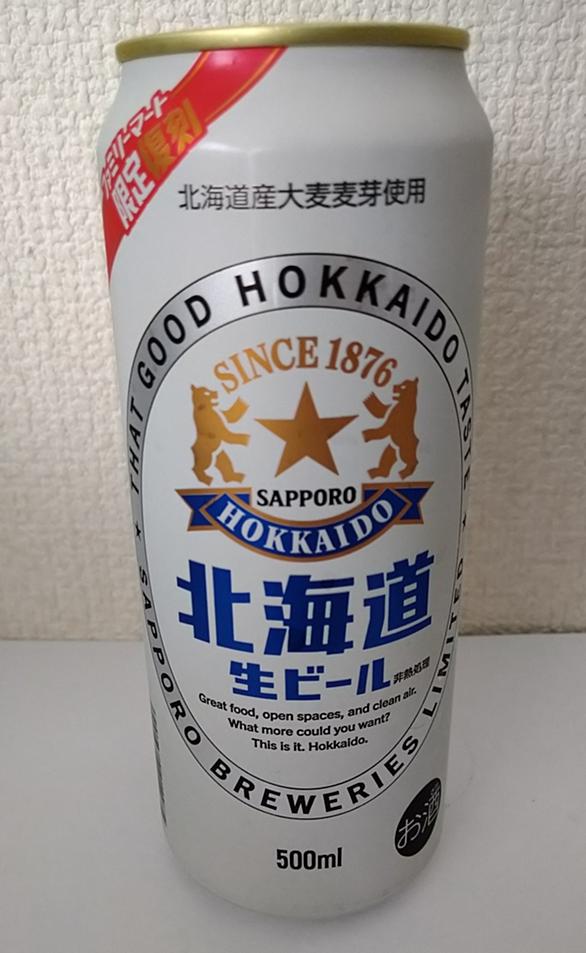 ファミリーマート
限定復刻
北海道産大麦麦芽使用
THAT GOOD HOKKAIDO TASTE
SINCE 1876
SAPPORO
HOKKAIDO
北海道
生ビール 非熱処理
Great food, open spaces, and clean air.
What more could you want?
This is it. Hokkaido.
SAPPORO BREWERIES LIMITED
お酒
500ml